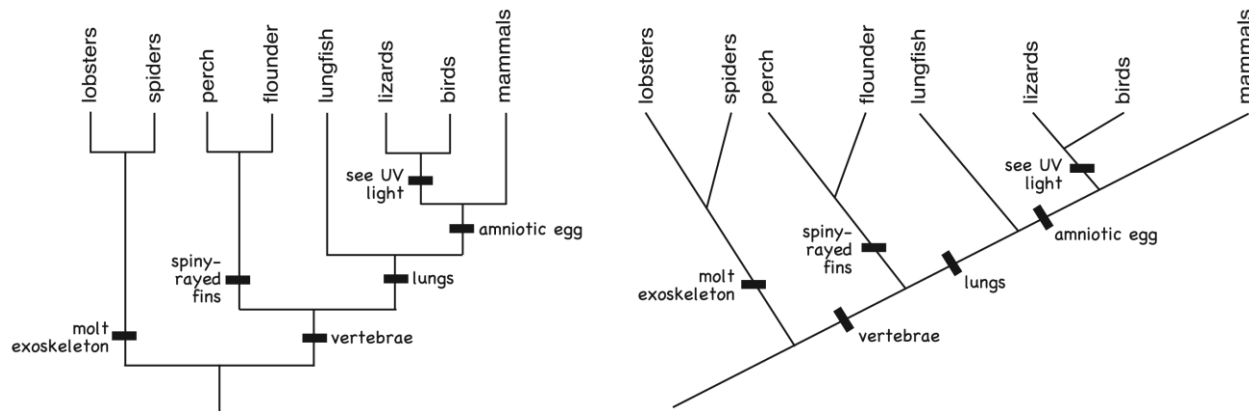 lobsters
spiders
perch
flounder
lungfish
lizards
birds
mammals
see UV
light
amniotic egg
spiny-
rayed
fins
lungs
molt
exoskeleton
vertebrae
lobsters
spiders
perch
flounder
lungfish
lizards
birds
mammals
see UV
light
amniotic egg
spiny-
rayed
fins
lungs
molt
exoskeleton
vertebrae